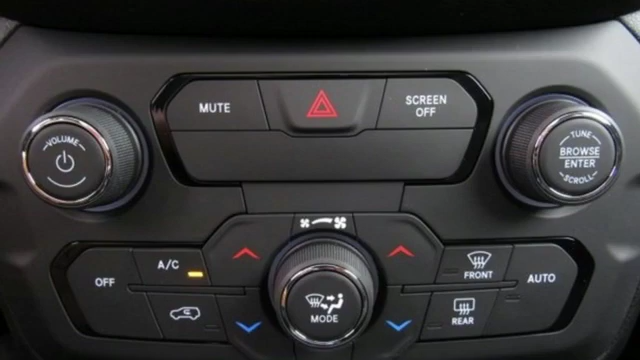 MUTE
SCREEN
OFF
VOLUME
TUNE
BROWSE
ENTER
SCROLL
OFF
A/C
MODE
FRONT
REAR
AUTO